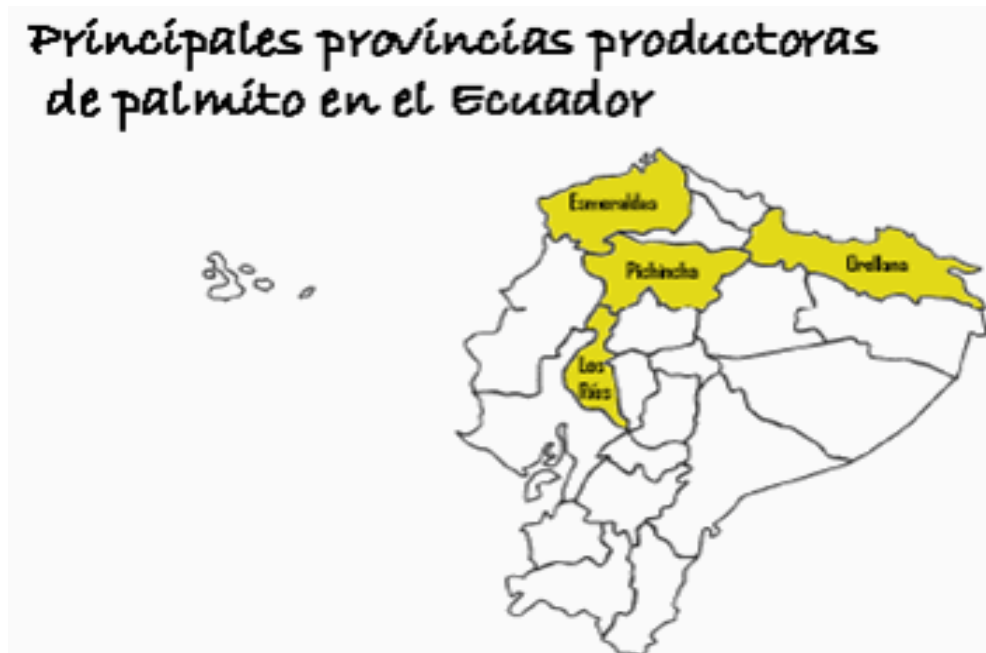 Principales provincias productoras
de palmito en el Ecuador
Esmeraldas
Pichincha
Orellana
Los
Ríos